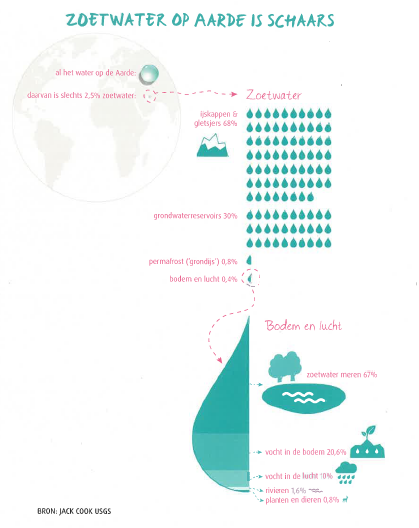 ZOETWATER OP AARDE IS SCHAARS
al het water op de Aarde:
daarvan is slechts 2,5% zoetwater:
Zoetwater
ijskappen &
gletsjers 68%
grondwaterreservoirs 30%
permafrost ('grondijs') 0,8%
bodem en lucht 0,4%
Bodem en lucht
zoetwater meren 67%
vocht in de bodem 20,6%
vocht in de lucht 10%
rivieren 1,6%
planten en dieren 0,8%
BRON: JACK COOK USGS